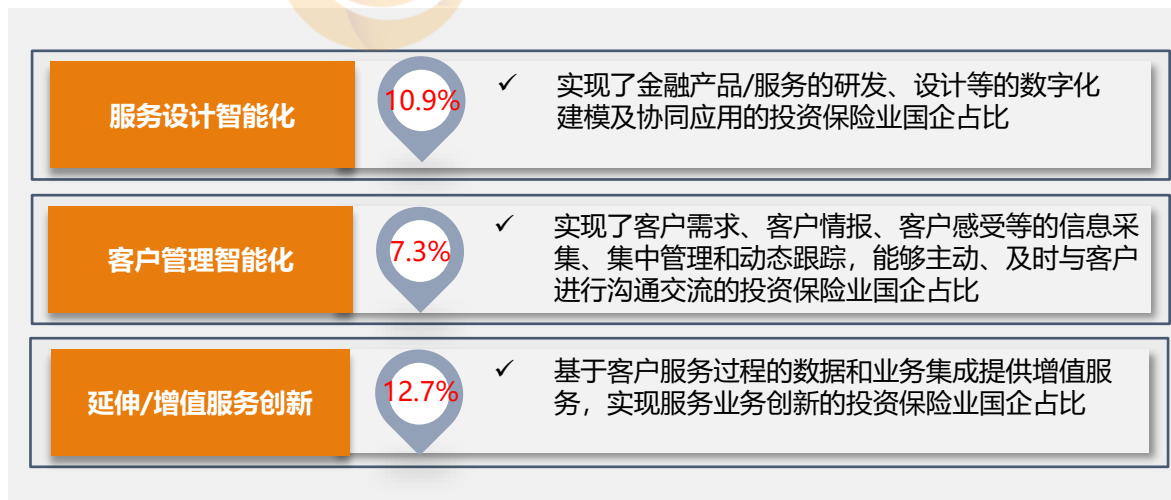 服务设计智能化
10.9%
✓ 实现了金融产品/服务的研发、设计等的数字化
建模及协同应用的投资保险业国企占比
客户管理智能化
7.3%
✓ 实现了客户需求、客户情报、客户感受等的信息采
集、集中管理和动态跟踪，能够主动、及时与客户
进行沟通交流的投资保险业国企占比
延伸/增值服务创新
12.7%
✓ 基于客户服务过程的数据和业务集成提供增值服
务，实现服务业务创新的投资保险业国企占比